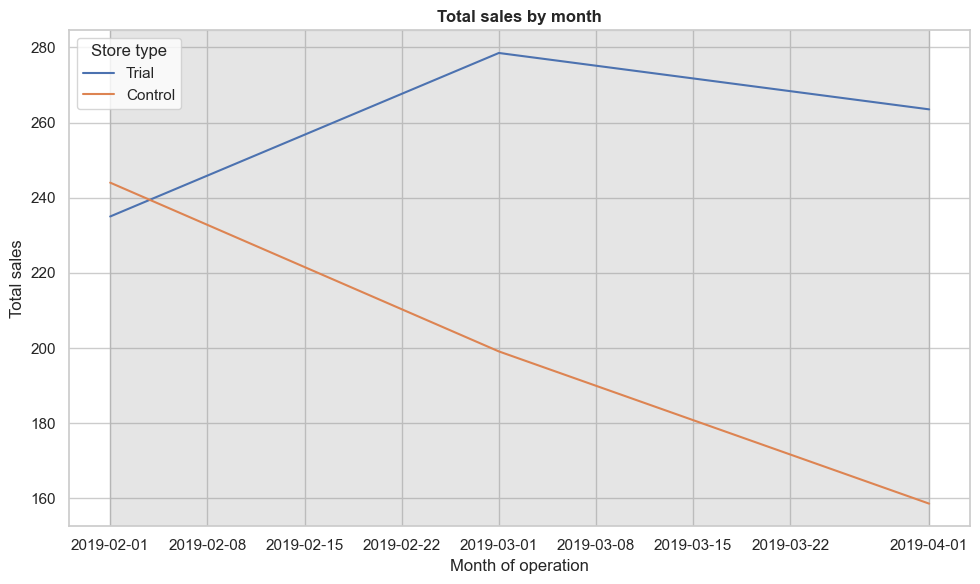 Total sales by month
Store type
Trial
Control
280
260
240
220
200
180
160
Total sales
2019-02-01 2019-02-08 2019-02-15 2019-02-22 2019-03-01 2019-03-08 2019-03-15 2019-03-22 2019-04-01
Month of operation